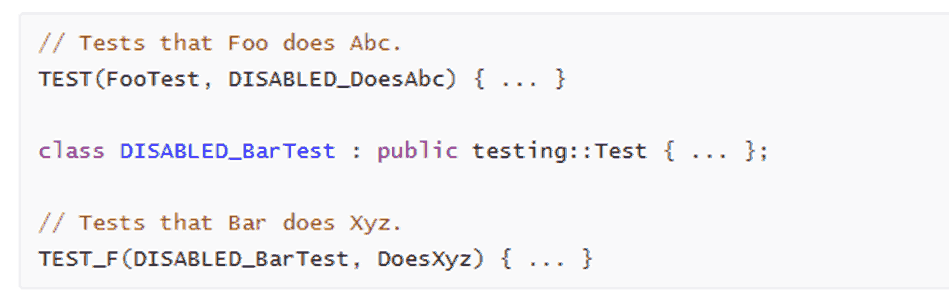 // Tests that Foo does Abc.
TEST(FooTest, DISABLED_DoesAbc) { ... }
class DISABLED_BarTest : public testing::Test { ... };
// Tests that Bar does Xyz.
TEST_F(DISABLED_BarTest, DoesXyz) { ... }